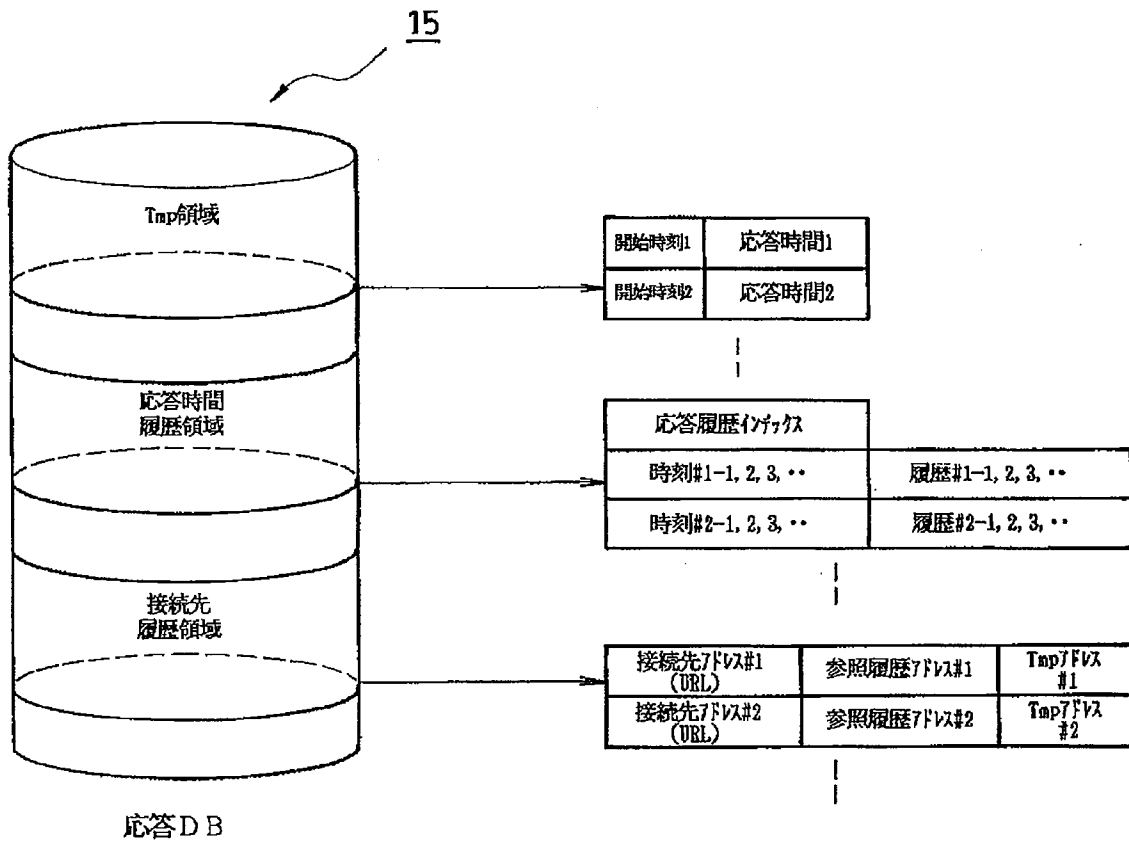 15
Tmp領域
開始時刻1 応答時間1
開始時刻2 応答時間2
応答時間
履歴領域
応答履歴ｲﾝﾃﾞｯｸｽ
時刻#1-1, 2, 3, ‥ 履歴#1-1, 2, 3, ‥
時刻#2-1, 2, 3, ‥ 履歴#2-1, 2, 3, ‥
接続先
履歴領域
接続先ｱﾄﾞﾚｽ#1
(URL)
参照履歴ｱﾄﾞﾚｽ#1
Tmpｱﾄﾞﾚｽ
#1
接続先ｱﾄﾞﾚｽ#2
(URL)
参照履歴ｱﾄﾞﾚｽ#2
Tmpｱﾄﾞﾚｽ
#2
応答ＤＢ